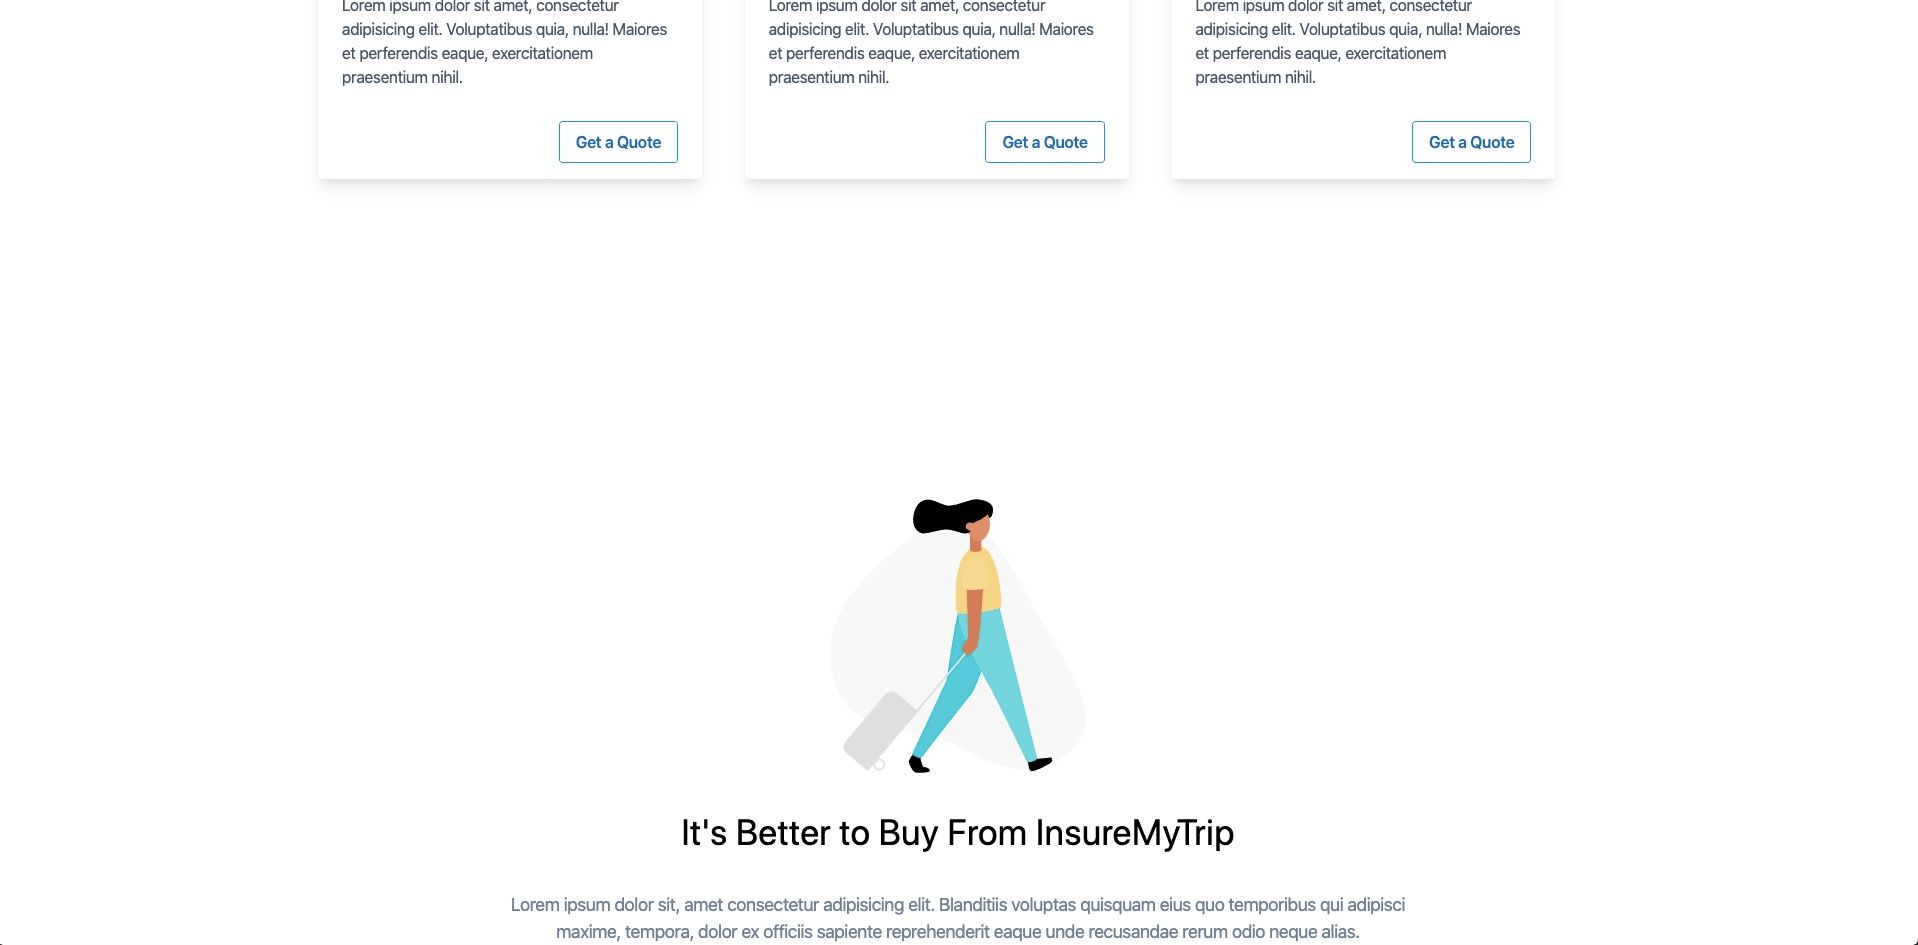 Lorem ipsum dolor sit amet, consectetur
adipisicing elit. Voluptatibus quia, nulla! Maiores
et perferendis eaque, exercitationem
praesentium nihil.
Get a Quote
Lorem ipsum dolor sit amet, consectetur
adipisicing elit. Voluptatibus quia, nulla! Maiores
et perferendis eaque, exercitationem
praesentium nihil.
Get a Quote
Lorem ipsum dolor sit amet, consectetur
adipisicing elit. Voluptatibus quia, nulla! Maiores
et perferendis eaque, exercitationem
praesentium nihil.
Get a Quote
It's Better to Buy From InsureMyTrip
Lorem ipsum dolor sit, amet consectetur adipisicing elit. Blanditiis voluptas quisquam eius quo temporibus qui adipisci
maxime, tempora, dolor ex officiis sapiente reprehenderit eaque unde recusandae rerum odio neque alias.